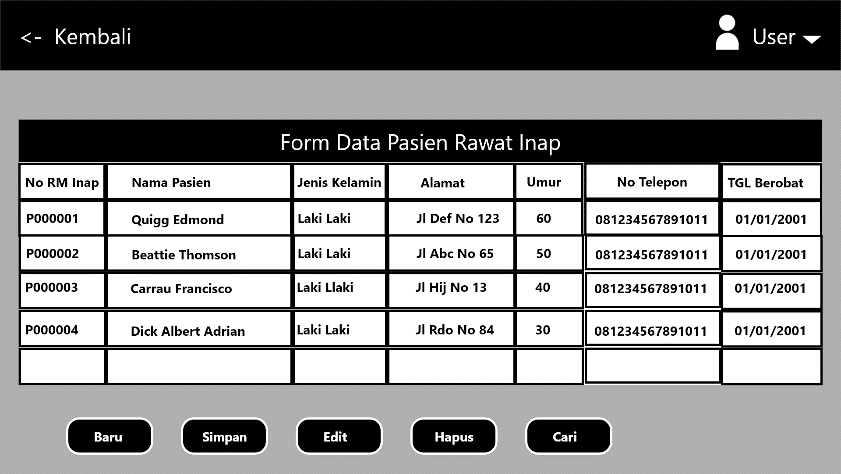 <- Kembali User
Form Data Pasien Rawat Inap
No RM Inap Nama Pasien Jenis Kelamin Alamat Umur No Telepon TGL Berobat
P000001 Quigg Edmond Laki Laki Jl Def No 123 60 081234567891011 01/01/2001
P000002 Beattie Thomson Laki Laki Jl Abc No 65 50 081234567891011 01/01/2001
P000003 Carrau Francisco Laki Llaki Jl Hij No 13 40 081234567891011 01/01/2001
P000004 Dick Albert Adrian Laki Laki Jl Rdo No 84 30 081234567891011 01/01/2001
Baru Simpan Edit Hapus Cari